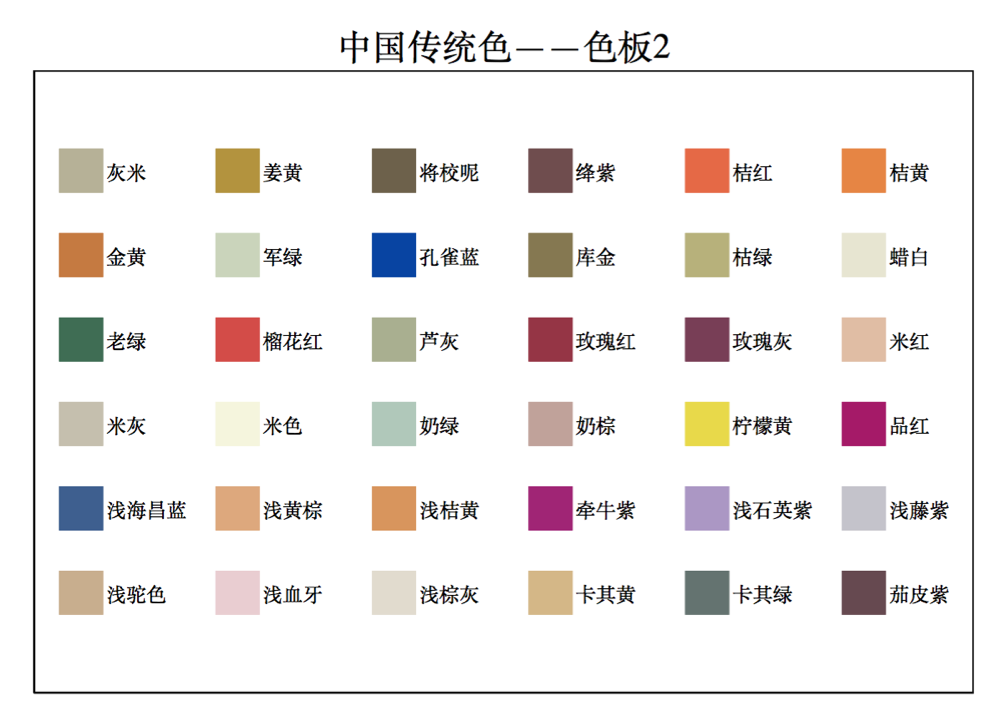 中国传统色——色板2
灰米 姜黄 将校呢 绛紫 桔红 桔黄
金黄 军绿 孔雀蓝 库金 枯绿 蜡白
老绿 榴花红 芦灰 玫瑰红 玫瑰灰 米红
米灰 米色 奶绿 奶棕 柠檬黄 品红
浅海昌蓝 浅黄棕 浅桔黄 牵牛紫 浅石英紫 浅藤紫
浅驼色 浅血牙 浅棕灰 卡其黄 卡其绿 茄皮紫